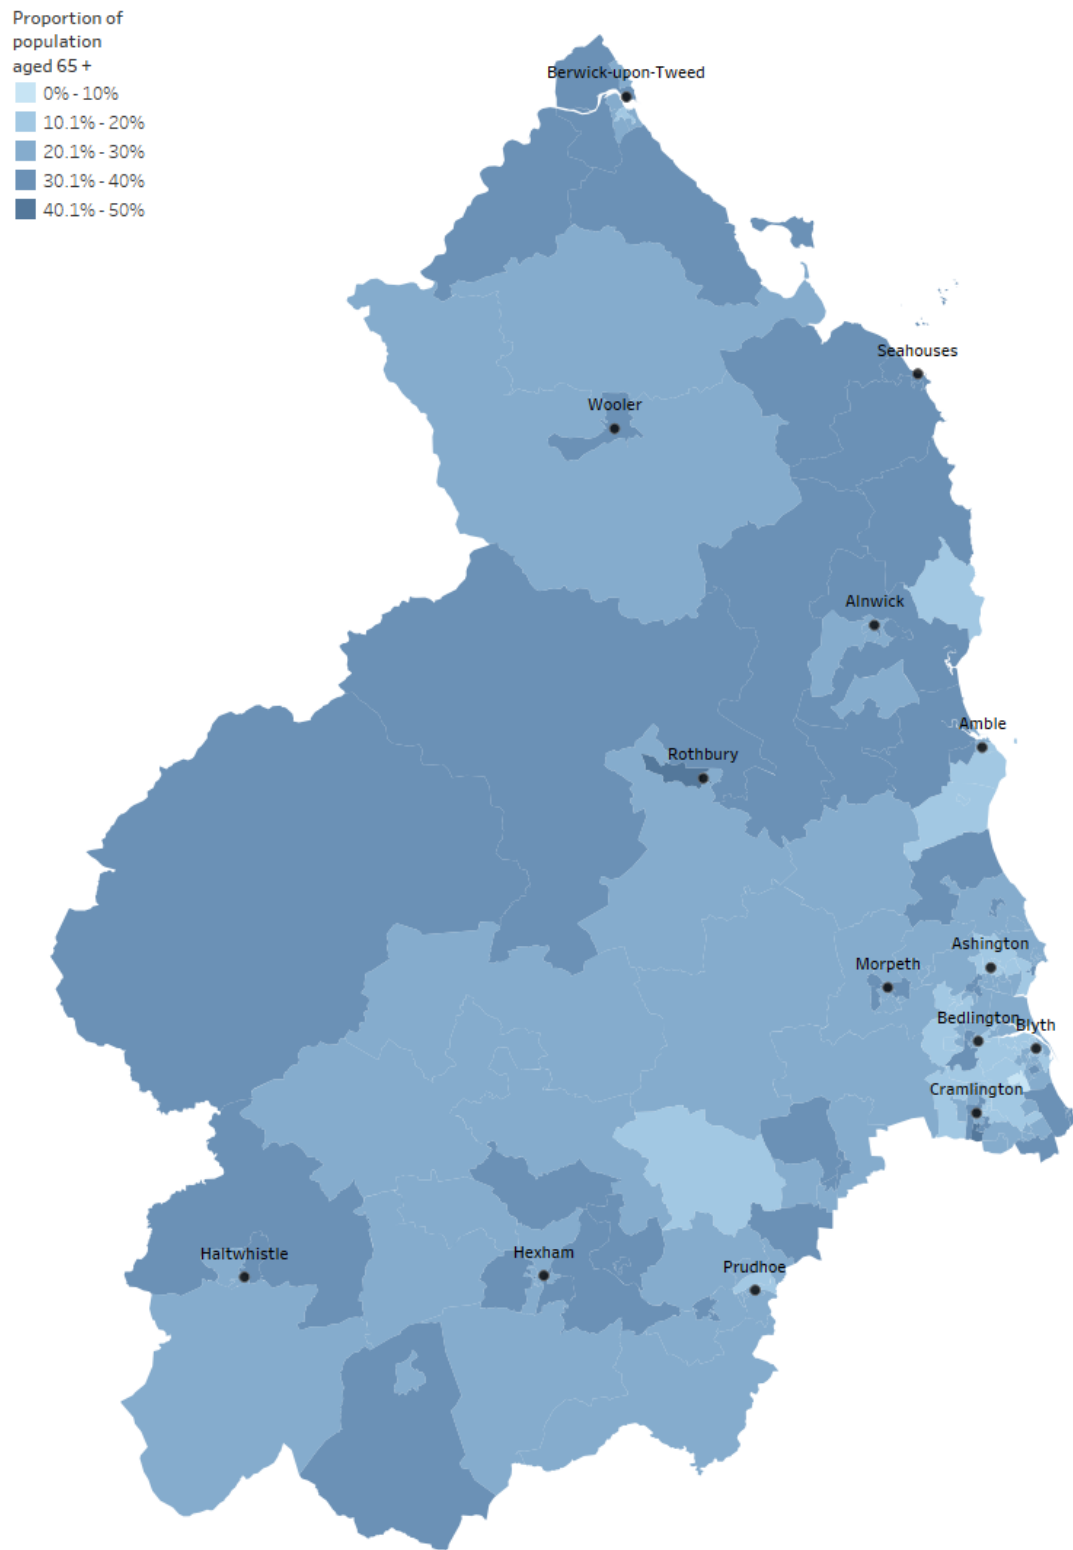 Proportion of
population
aged 65 +
0% - 10%
10.1% - 20%
20.1% - 30%
30.1% - 40%
40.1% - 50%
Berwick-upon-Tweed
Seahouses
Wooler
Alnwick
Amble
Rothbury
Ashington
Morpeth
Bedlington
Blyth
Cramlington
Haltwhistle
Hexham
Prudhoe